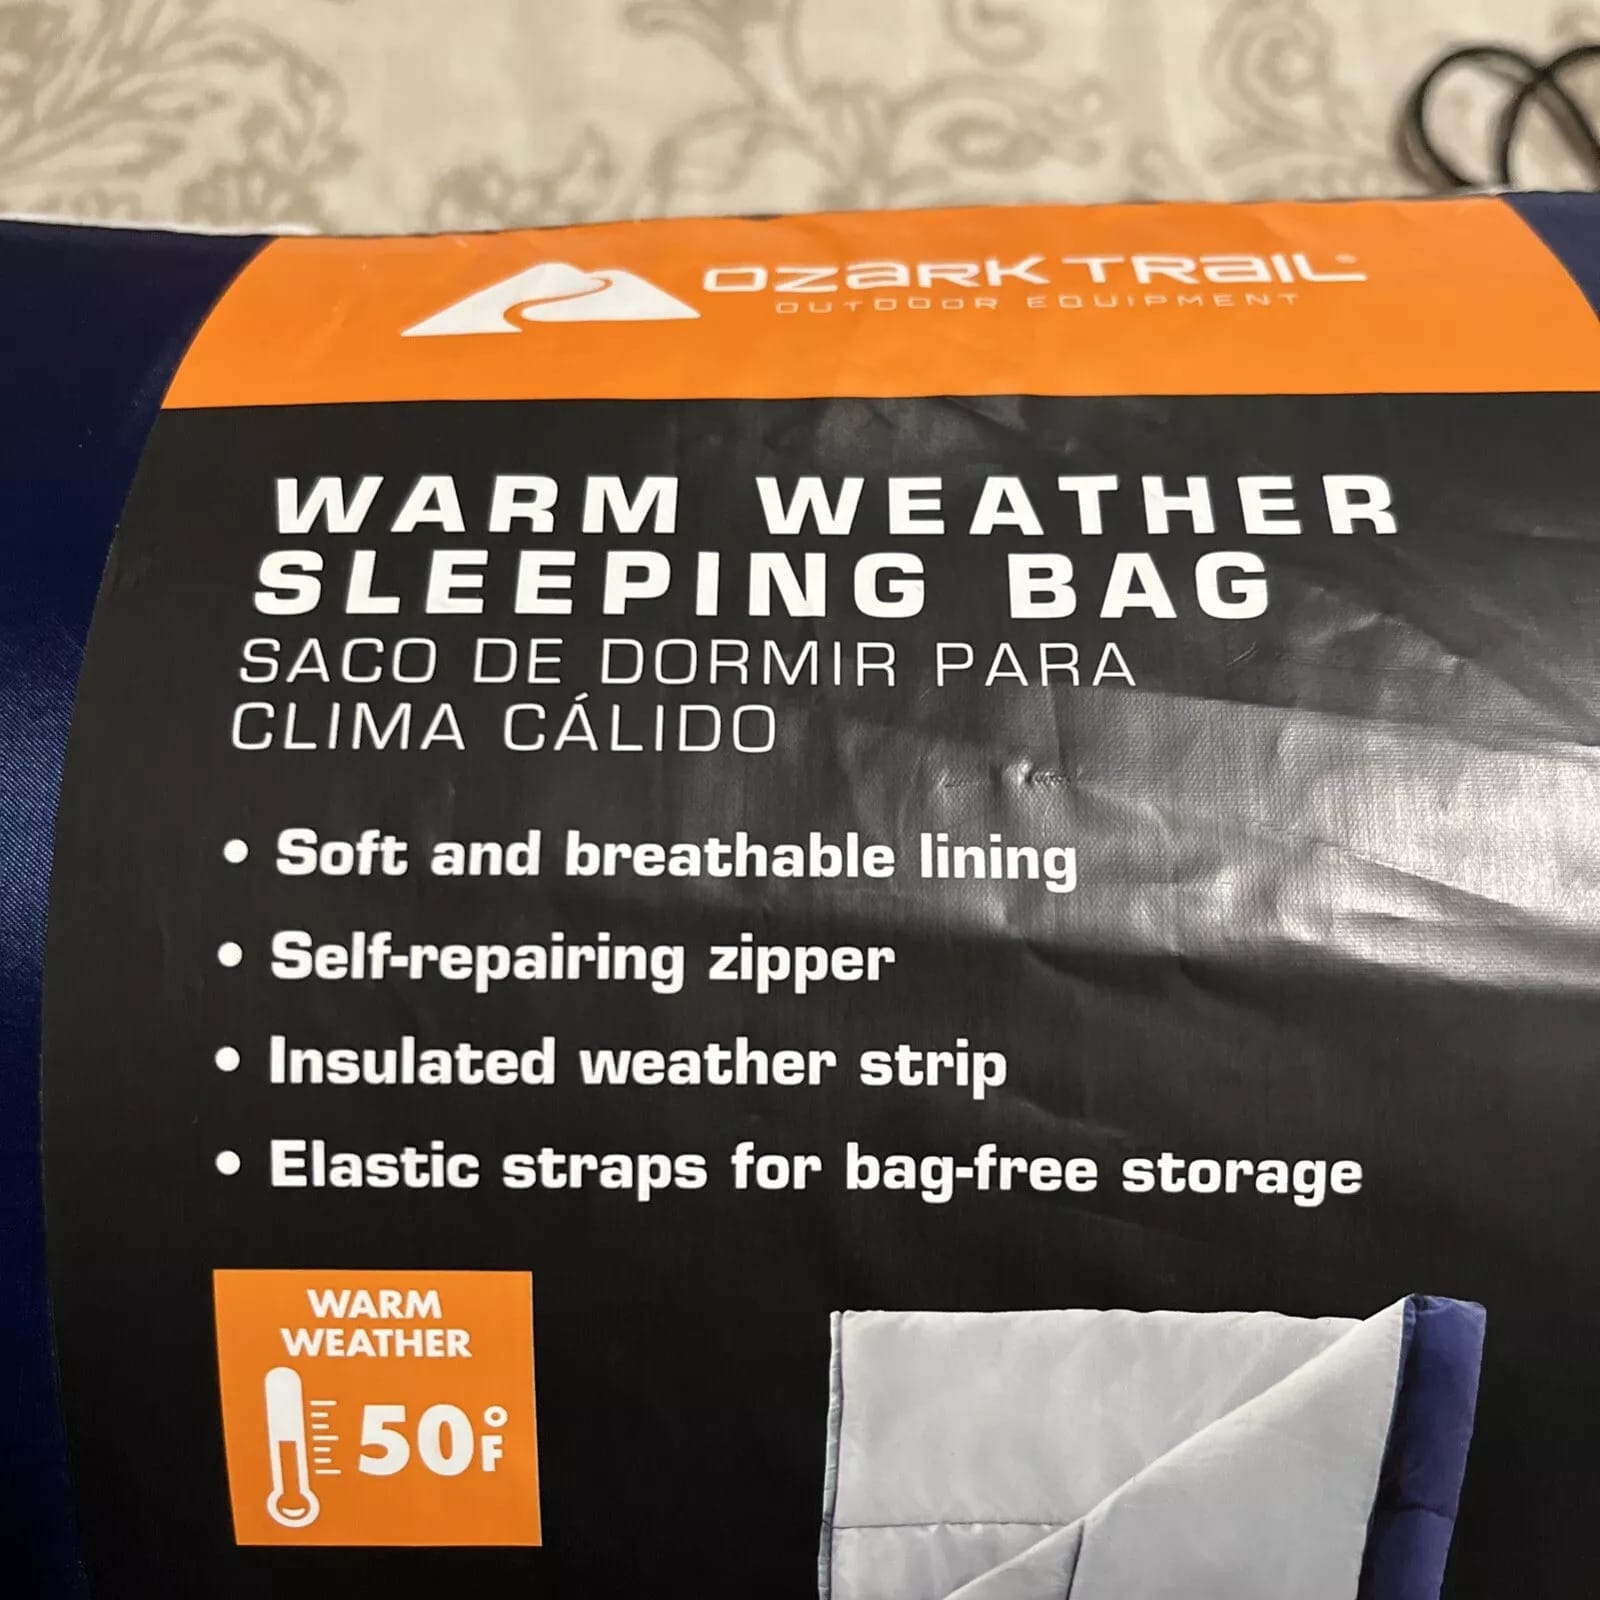 OZARK TRAIL®
OUTDOOR EQUIPMENT
WARM WEATHER
SLEEPING BAG
SACO DE DORMIR PARA
CLIMA CÁLIDO
• Soft and breathable lining
• Self-repairing zipper
• Insulated weather strip
• Elastic straps for bag-free storage
WARM
WEATHER
50°F